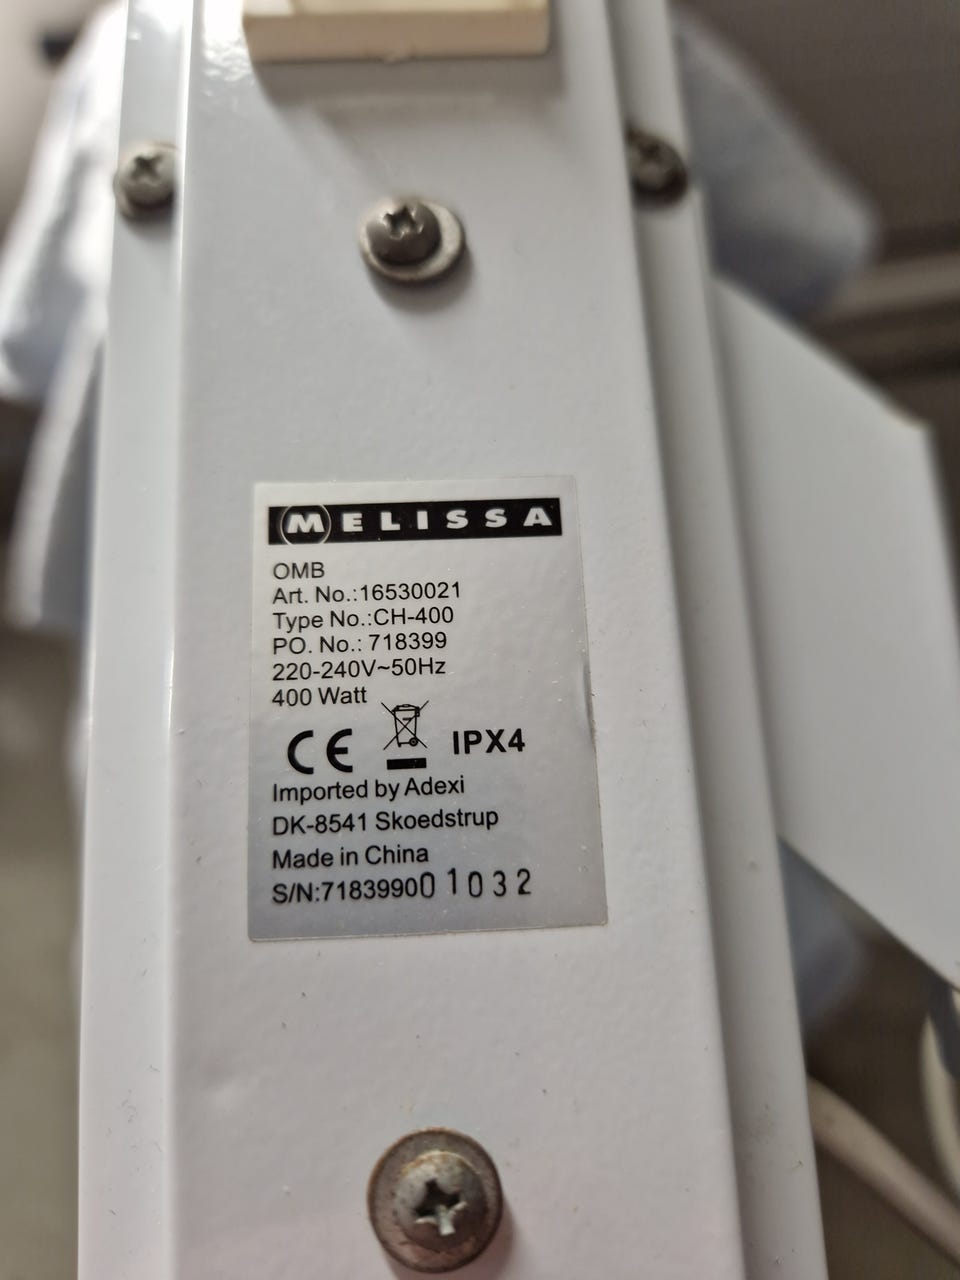 MELISSA
OMB
Art. No.:16530021
Type No.:CH-400
PO. No.: 718399
220-240V~50Hz
400 Watt
CE IPX4
Imported by Adexi
DK-8541 Skoedstrup
Made in China
S/N:7183990001032